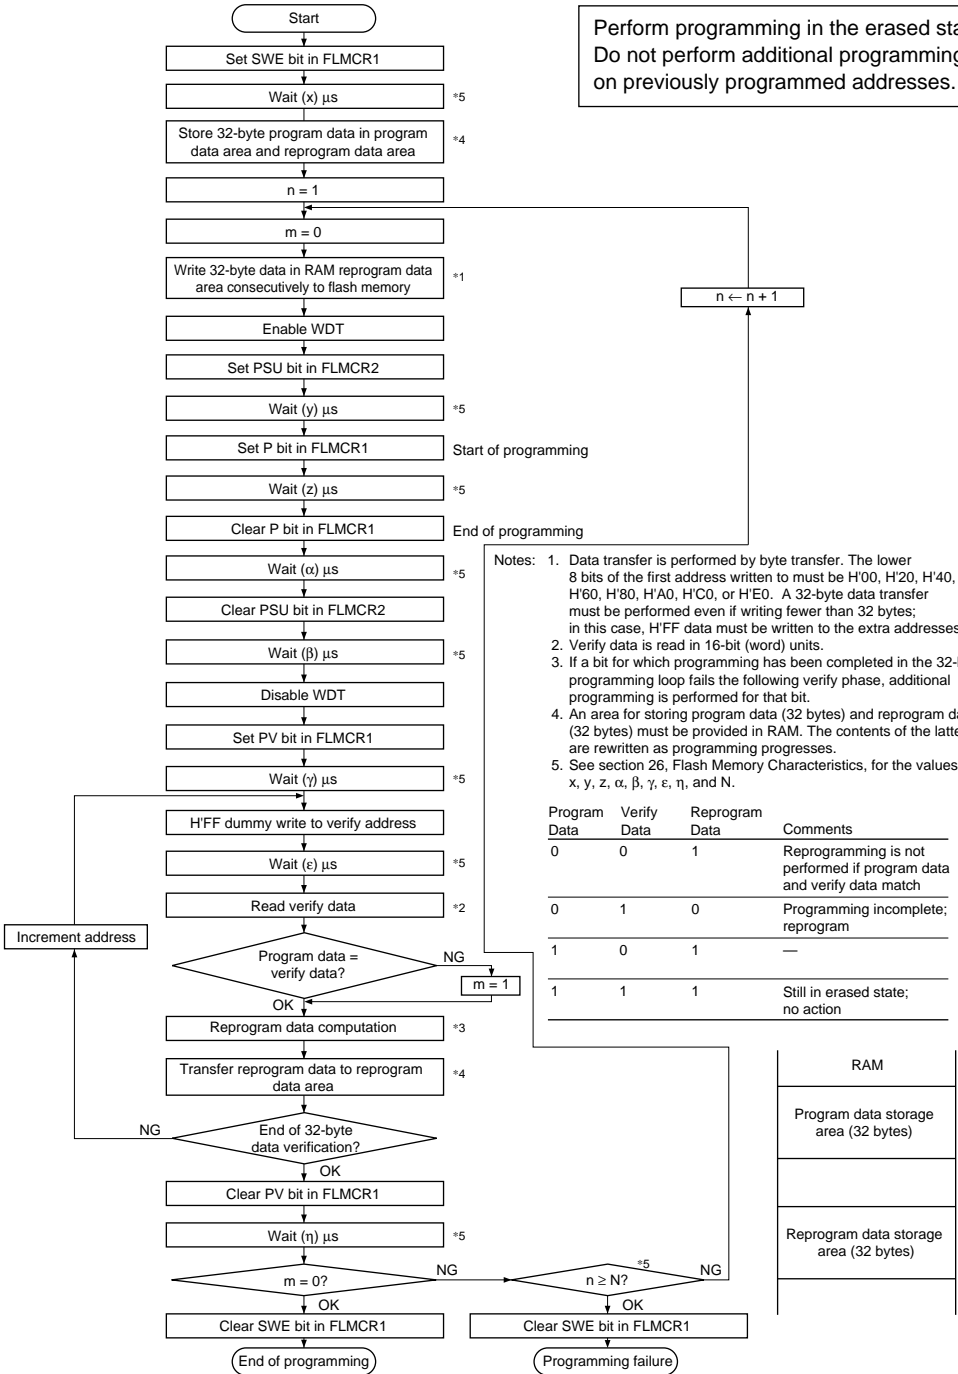 Start
Perform programming in the erased sta
Do not perform additional programming
on previously programmed addresses.
Set SWE bit in FLMCR1
Wait (x) μs
*5
Store 32-byte program data in program
data area and reprogram data area
*4
n = 1
m = 0
Write 32-byte data in RAM reprogram data
area consecutively to flash memory
*1
n ← n + 1
Enable WDT
Set PSU bit in FLMCR2
Wait (y) μs
*5
Set P bit in FLMCR1
Start of programming
Wait (z) μs
*5
Clear P bit in FLMCR1
End of programming
Wait (α) μs
*5
Clear PSU bit in FLMCR2
Wait (β) μs
*5
Disable WDT
Set PV bit in FLMCR1
Wait (γ) μs
*5
H'FF dummy write to verify address
Wait (ε) μs
*5
Read verify data
*2
Increment address
Program data =
verify data?
NG
m = 1
OK
Reprogram data computation
*3
Transfer reprogram data to reprogram
data area
*4
NG
End of 32-byte
data verification?
OK
Clear PV bit in FLMCR1
Wait (η) μs
*5
m = 0?
NG
n ≥ N?
*5
NG
OK
OK
Clear SWE bit in FLMCR1
Clear SWE bit in FLMCR1
End of programming
Programming failure
Notes: 1. Data transfer is performed by byte transfer. The lower
8 bits of the first address written to must be H'00, H'20, H'40,
H'60, H'80, H'A0, H'C0, or H'E0. A 32-byte data transfer
must be performed even if writing fewer than 32 bytes;
in this case, H'FF data must be written to the extra addresses
2. Verify data is read in 16-bit (word) units.
3. If a bit for which programming has been completed in the 32-
programming loop fails the following verify phase, additional
programming is performed for that bit.
4. An area for storing program data (32 bytes) and reprogram da
(32 bytes) must be provided in RAM. The contents of the latte
are rewritten as programming progresses.
5. See section 26, Flash Memory Characteristics, for the values
x, y, z, α, β, γ, ε, η, and N.
Program Verify Reprogram
Data Data Data Comments
0 0 1 Reprogramming is not
performed if program data
and verify data match
0 1 0 Programming incomplete;
reprogram
1 0 1 —
1 1 1 Still in erased state;
no action
RAM
Program data storage
area (32 bytes)
Reprogram data storage
area (32 bytes)